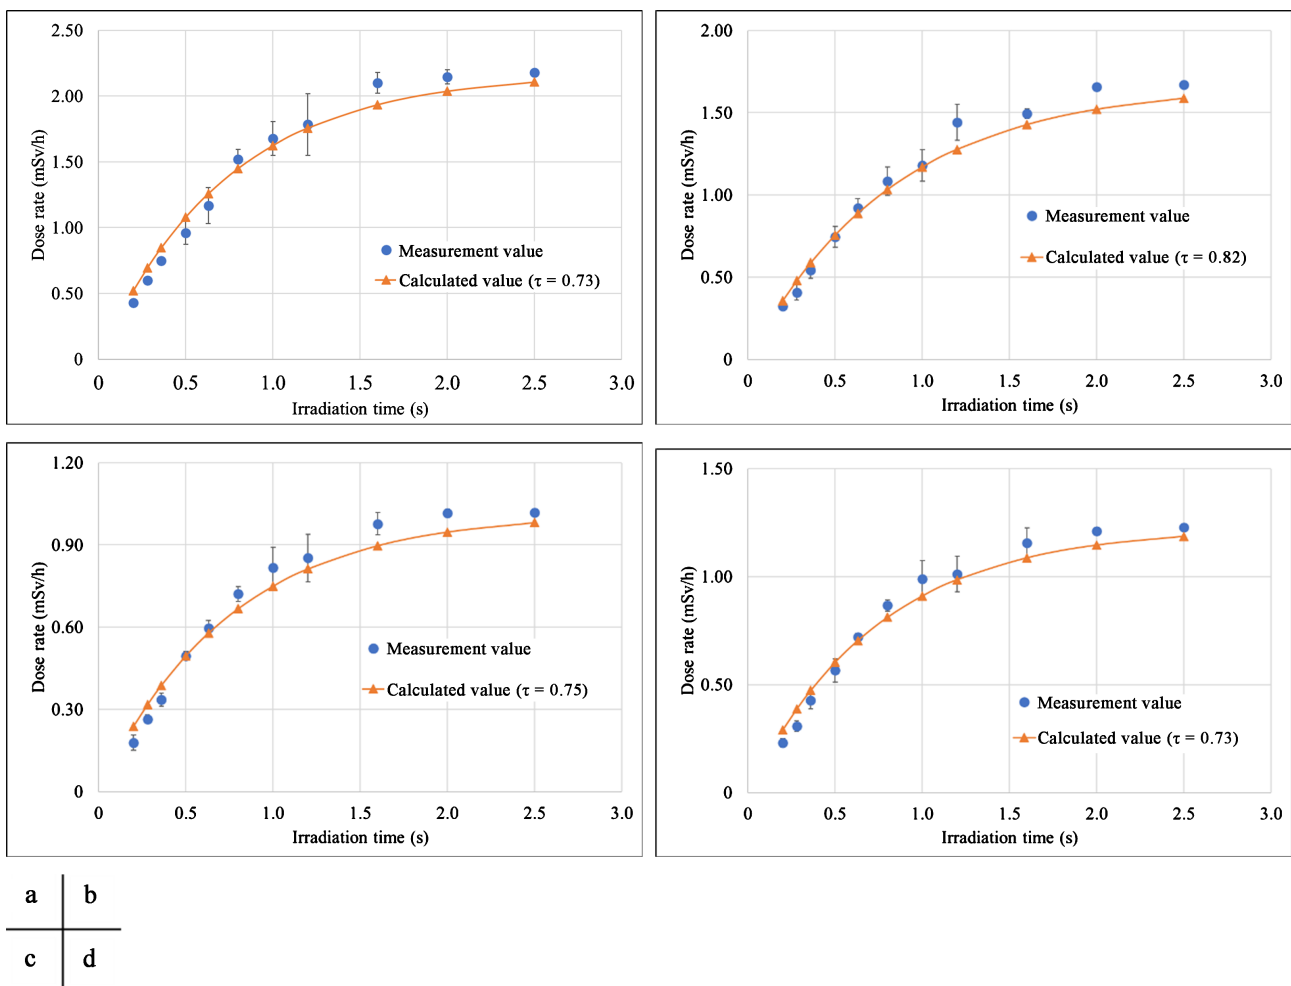 2.50
2.00
1.50
1.00
0.50
0
0 0.5 1.0 1.5 2.0 2.5 3.0
Dose rate (mSv/h)
Irradiation time (s)
Measurement value
Calculated value (τ = 0.73)
2.00
1.50
1.00
0.50
0
0 0.5 1.0 1.5 2.0 2.5 3.0
Dose rate (mSv/h)
Irradiation time (s)
Measurement value
Calculated value (τ = 0.82)
1.20
0.90
0.60
0.30
0
0 0.5 1.0 1.5 2.0 2.5 3.0
Dose rate (mSv/h)
Irradiation time (s)
Measurement value
Calculated value (τ = 0.75)
1.50
1.00
0.50
0
0 0.5 1.0 1.5 2.0 2.5 3.0
Dose rate (mSv/h)
Irradiation time (s)
Measurement value
Calculated value (τ = 0.73)
a b
c d